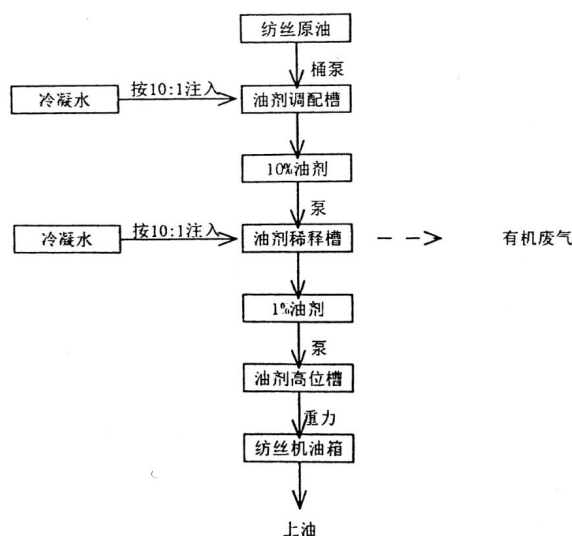 纺丝原油
桶泵
冷凝水
按10:1注入
油剂调配槽
10%油剂
泵
冷凝水
按10:1注入
油剂稀释槽
有机废气
1%油剂
泵
油剂高位槽
重力
纺丝机油箱
上油